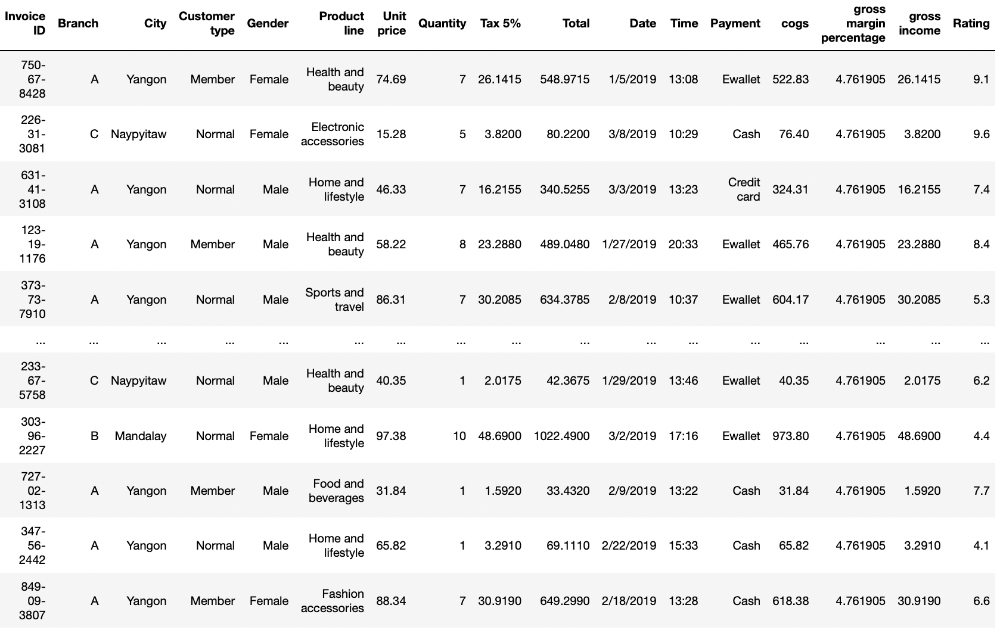 Invoice ID Branch City Customer type Gender Product line Unit price Quantity Tax 5% Total Date Time Payment cogs gross margin percentage gross income Rating
750-67-8428 A Yangon Member Female Health and beauty 74.69 7 26.1415 548.9715 1/5/2019 13:08 Ewallet 522.83 4.761905 26.1415 9.1
226-31-3081 C Naypyitaw Normal Female Electronic accessories 15.28 5 3.8200 80.2200 3/8/2019 10:29 Cash 76.40 4.761905 3.8200 9.6
631-41-3108 A Yangon Normal Male Home and lifestyle 46.33 7 16.2155 340.5255 3/3/2019 13:23 Credit card 324.31 4.761905 16.2155 7.4
123-19-1176 A Yangon Member Male Health and beauty 58.22 8 23.2880 489.0480 1/27/2019 20:33 Ewallet 465.76 4.761905 23.2880 8.4
373-73-7910 A Yangon Normal Male Sports and travel 86.31 7 30.2085 634.3785 2/8/2019 10:37 Ewallet 604.17 4.761905 30.2085 5.3
... ... ... ... ... ... ... ... ... ... ... ... ... ... ... ... ...
233-67-5758 C Naypyitaw Normal Male Health and beauty 40.35 1 2.0175 42.3675 1/29/2019 13:46 Ewallet 40.35 4.761905 2.0175 6.2
303-96-2227 B Mandalay Normal Female Home and lifestyle 97.38 10 48.6900 1022.4900 3/2/2019 17:16 Ewallet 973.80 4.761905 48.6900 4.4
727-02-1313 A Yangon Member Male Food and beverages 31.84 1 1.5920 33.4320 2/9/2019 13:22 Cash 31.84 4.761905 1.5920 7.7
347-56-2442 A Yangon Normal Male Home and lifestyle 65.82 1 3.2910 69.1110 2/22/2019 15:33 Cash 65.82 4.761905 3.2910 4.1
849-09-3807 A Yangon Member Female Fashion accessories 88.34 7 30.9190 649.2990 2/18/2019 13:28 Cash 618.38 4.761905 30.9190 6.6